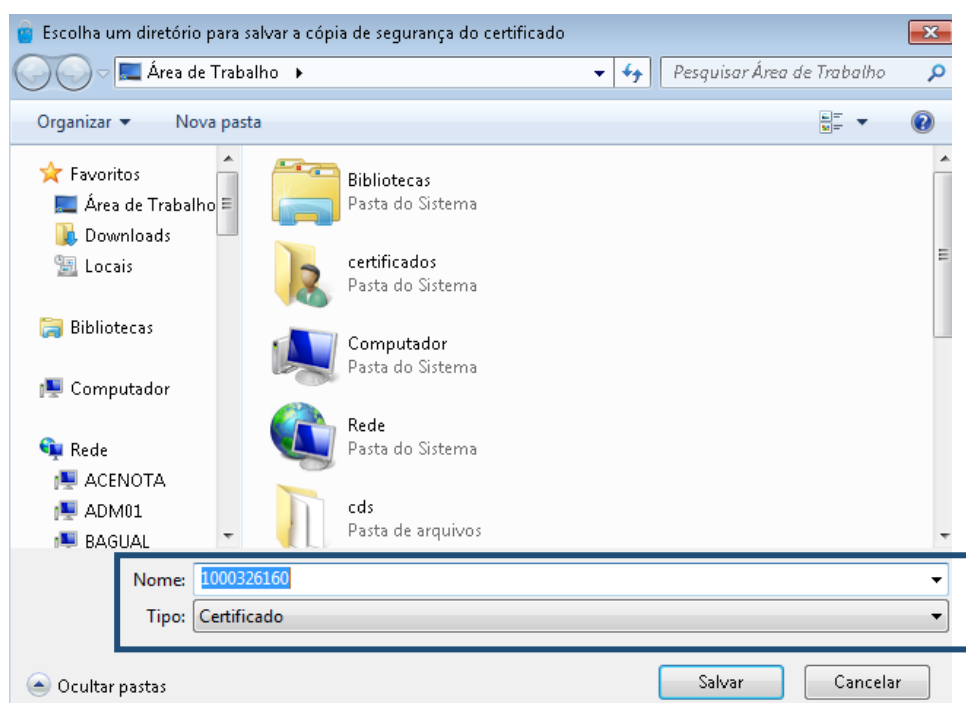 Escolha um diretório para salvar a cópia de segurança do certificado
Área de Trabalho
Pesquisar Área de Trabalho
Organizar
Nova pasta
Favoritos
Área de Trabalho
Downloads
Locais
Bibliotecas
Computador
Rede
ACENOTA
ADM01
BAGUAL
Bibliotecas
Pasta do Sistema
certificados
Pasta do Sistema
Computador
Pasta do Sistema
Rede
Pasta do Sistema
cds
Pasta de arquivos
Nome: 1000326160
Tipo: Certificado
Ocultar pastas
Salvar
Cancelar